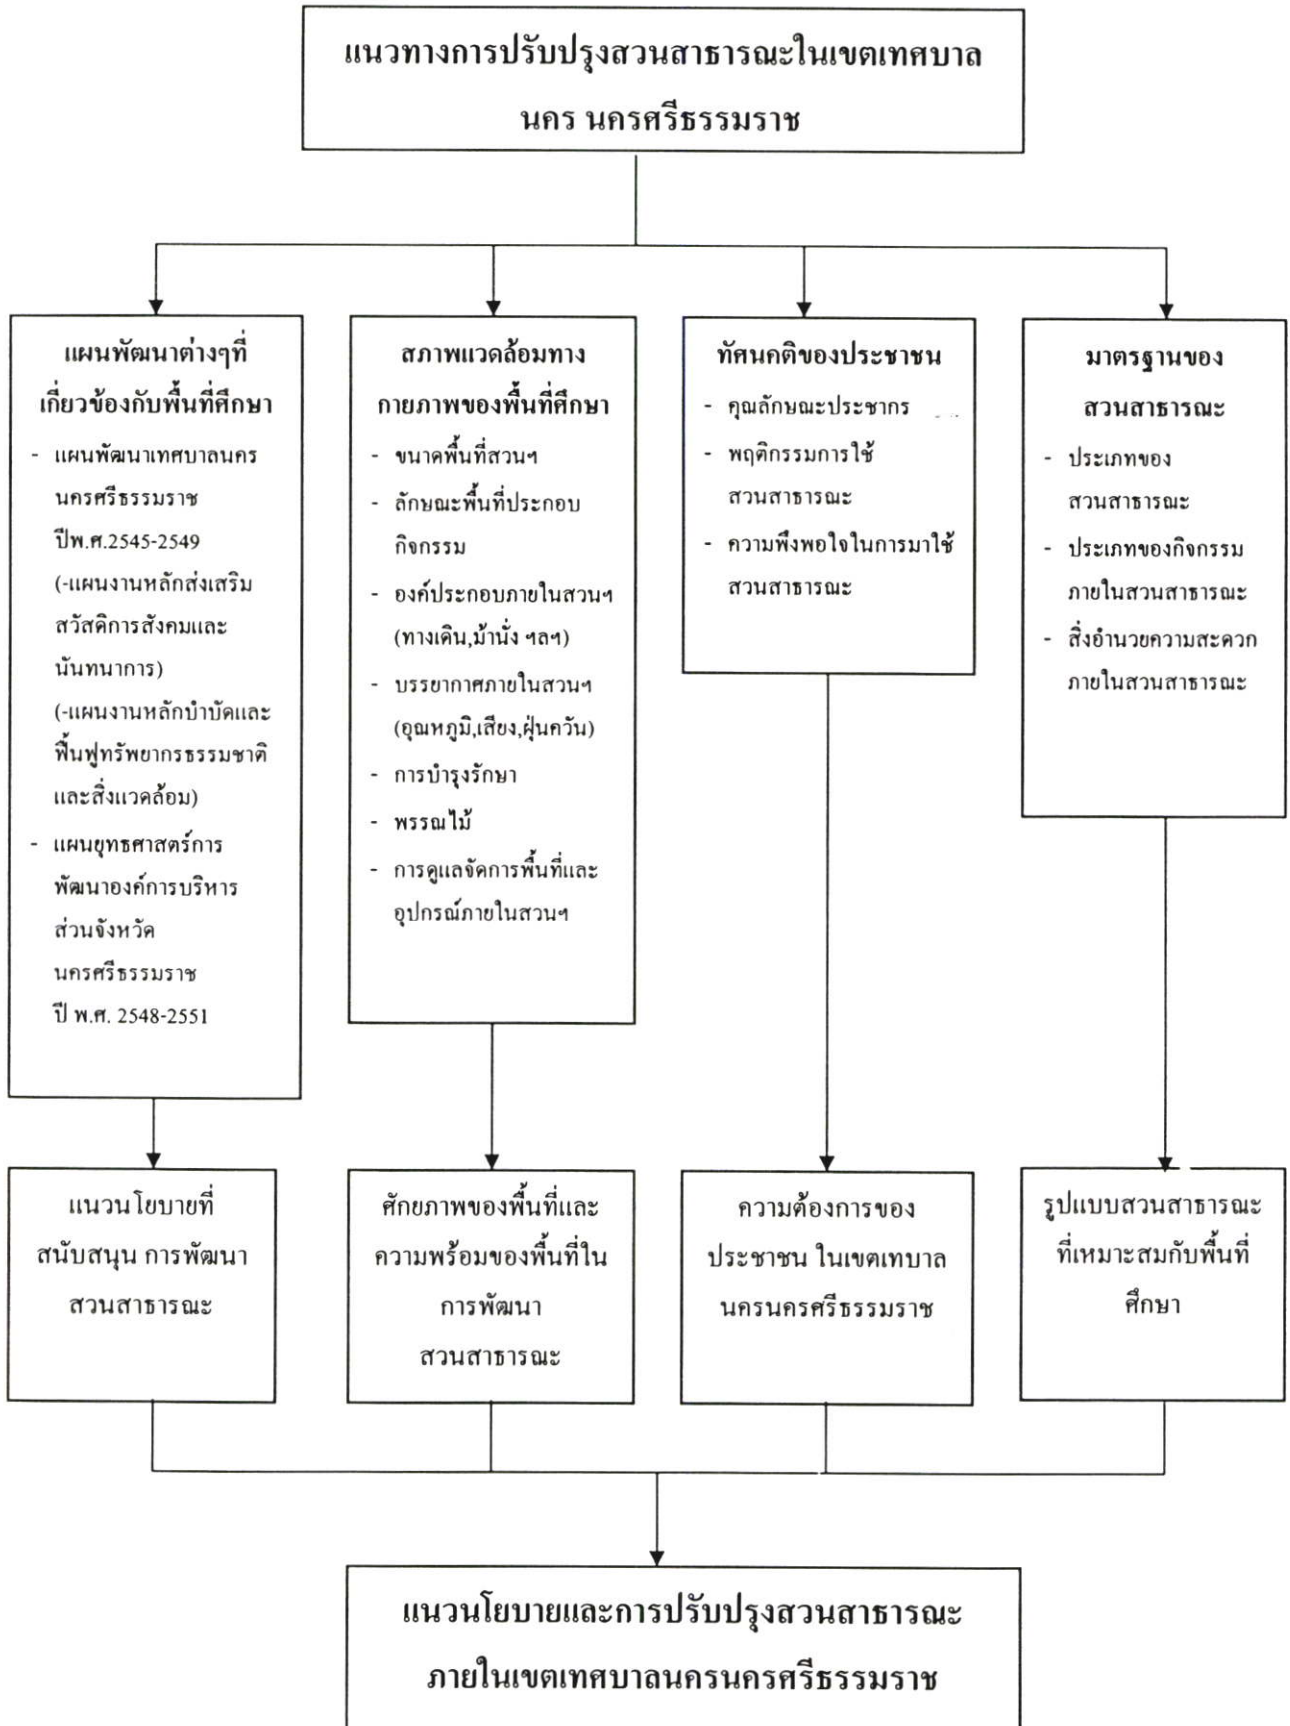 แนวทางการปรับปรุงสวนสาธารณะในเขตเทศบาล
นคร นครศรีธรรมราช
แผนพัฒนาต่างๆที่
เกี่ยวข้องกับพื้นที่ศึกษา
- แผนพัฒนาเทศบาลนคร
นครศรีธรรมราช
ปีพ.ศ.2545-2549
(-แผนงานหลักส่งเสริม
สวัสดิการสังคมและ
นันทนาการ)
(-แผนงานหลักบำบัดและ
ฟื้นฟูทรัพยากรธรรมชาติ
และสิ่งแวดล้อม)
- แผนยุทธศาสตร์การ
พัฒนาองค์การบริหาร
ส่วนจังหวัด
นครศรีธรรมราช
ปี พ.ศ. 2548-2551
สภาพแวดล้อมทาง
กายภาพของพื้นที่ศึกษา
- ขนาดพื้นที่สวนฯ
- ลักษณะพื้นที่ประกอบ
กิจกรรม
- องค์ประกอบภายในสวนฯ
(ทางเดิน,ม้านั่ง ฯลฯ)
- บรรยากาศภายในสวนฯ
(อุณหภูมิ,เสียง,ฝุ่นควัน)
- การบำรุงรักษา
- พรรณไม้
- การดูแลจัดการพื้นที่และ
อุปกรณ์ภายในสวนฯ
ทัศนคติของประชาชน
- คุณลักษณะประชากร
- พฤติกรรมการใช้
สวนสาธารณะ
- ความพึงพอใจในการมาใช้
สวนสาธารณะ
มาตรฐานของ
สวนสาธารณะ
- ประเภทของ
สวนสาธารณะ
- ประเภทของกิจกรรม
ภายในสวนสาธารณะ
- สิ่งอำนวยความสะดวก
ภายในสวนสาธารณะ
แนวนโยบายที่
สนับสนุน การพัฒนา
สวนสาธารณะ
ศักยภาพของพื้นที่และ
ความพร้อมของพื้นที่ใน
การพัฒนา
สวนสาธารณะ
ความต้องการของ
ประชาชน ในเขตเทบาล
นครนครศรีธรรมราช
รูปแบบสวนสาธารณะ
ที่เหมาะสมกับพื้นที่
ศึกษา
แนวนโยบายและการปรับปรุงสวนสาธารณะ
ภายในเขตเทศบาลนครนครศรีธรรมราช